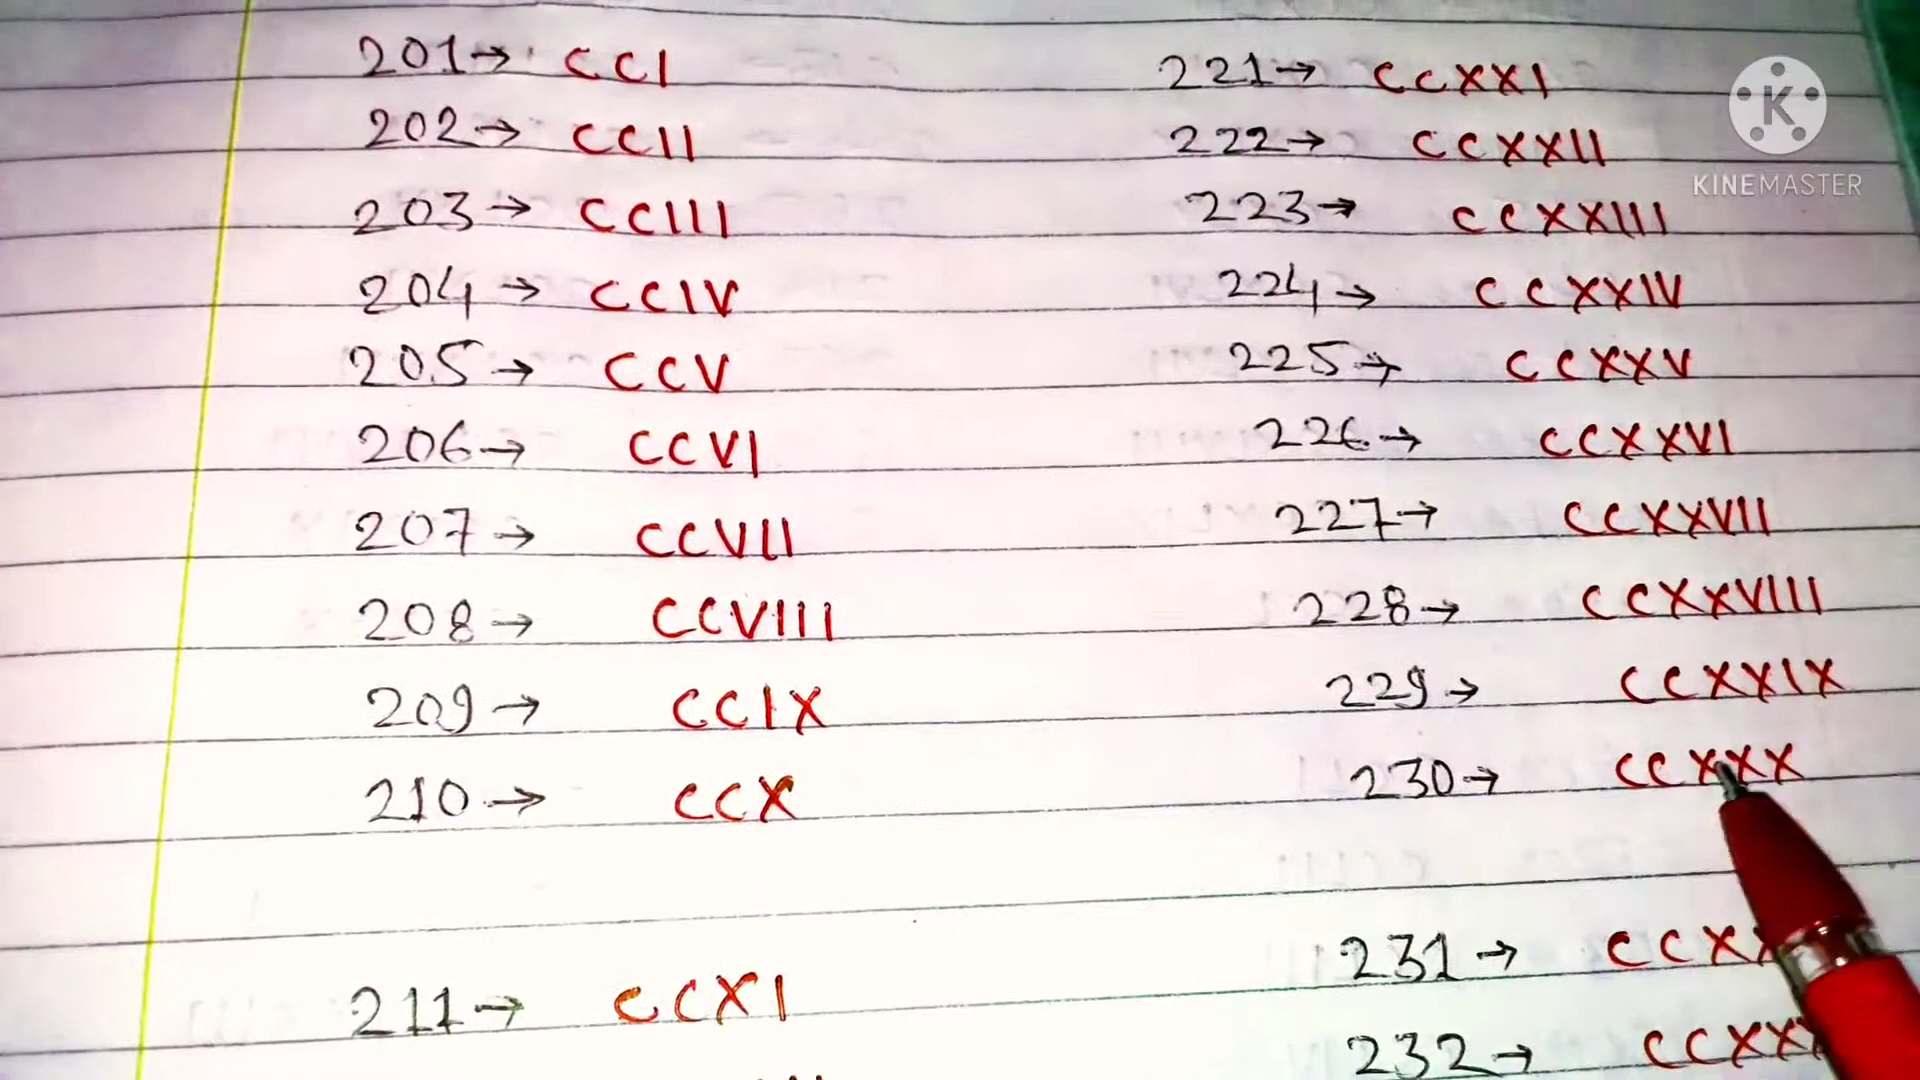 201→ CCI
202→ CCII
203→ CCIII
204→ CCIV
205→ CCV
206→ CCVI
207→ CCVII
208→ CCVIII
209→ CCIX
210→ CCX
211→ CCXI
221→ CCXXI
222→ CCXXII
223→ CCXXIII
224→ CCXXIV
225→ CCXXV
226→ CCXXVI
227→ CCXXVII
228→ CCXXVIII
229→ CCXXIX
230→ CCXXX
231→
232→
K
KINEMASTER